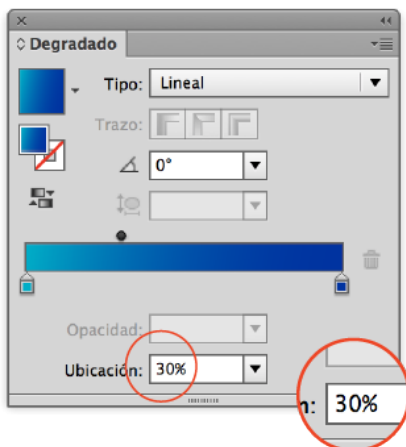 Degradado
Tipo: Lineal
Trazo:
0°
Opacidad:
Ubicación: 30%
n: 30%